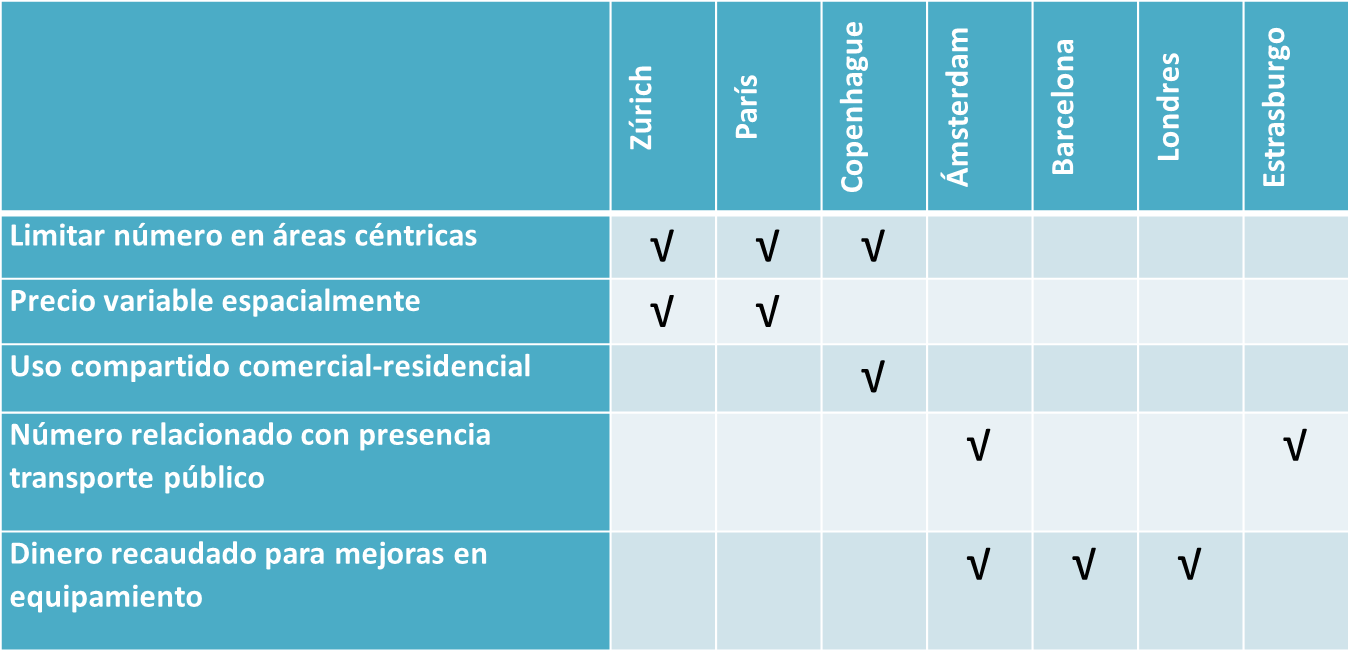 Zúrich
París
Copenhague
Ámsterdam
Barcelona
Londres
Estrasburgo
Limitar número en áreas céntricas √ √ √
Precio variable espacialmente √ √
Uso compartido comercial-residencial √
Número relacionado con presencia
transporte público √ √
Dinero recaudado para mejoras en
equipamiento √ √ √